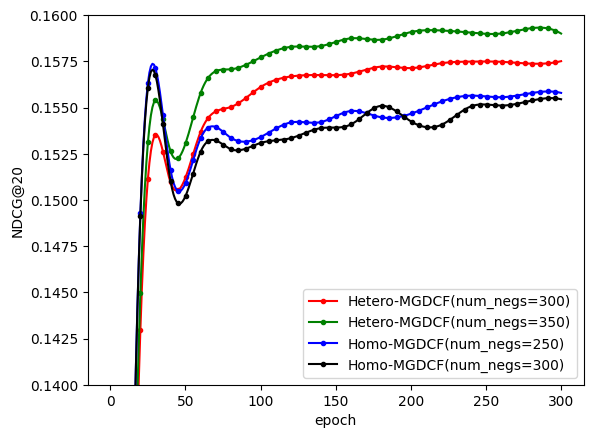 NDCG@20
0.1600
0.1575
0.1550
0.1525
0.1500
0.1475
0.1450
0.1425
0.1400
Hetero-MGDCF(num_negs=300)
Hetero-MGDCF(num_negs=350)
Homo-MGDCF(num_negs=250)
Homo-MGDCF(num_negs=300)
0 50 100 150 200 250 300
epoch